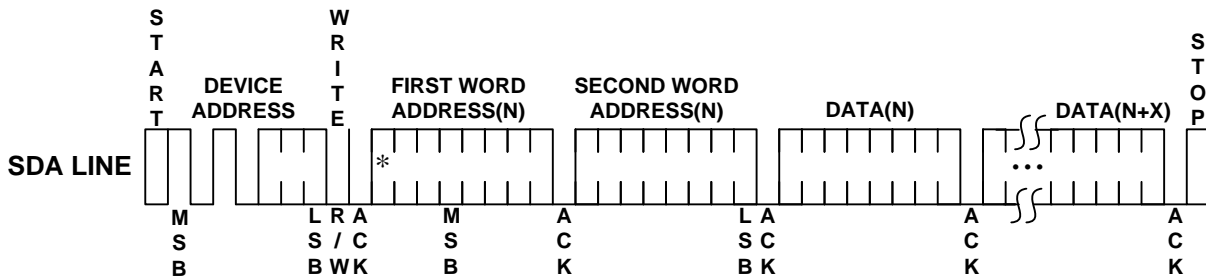 START
WRITE
STOP
DEVICE
ADDRESS
FIRST WORD
ADDRESS(N)
SECOND WORD
ADDRESS(N)
DATA(N)
DATA(N+X)
SDA LINE
*
...
MSB
LSB
R/W
ACK
MSB
ACK
LSB
ACK
ACK
ACK